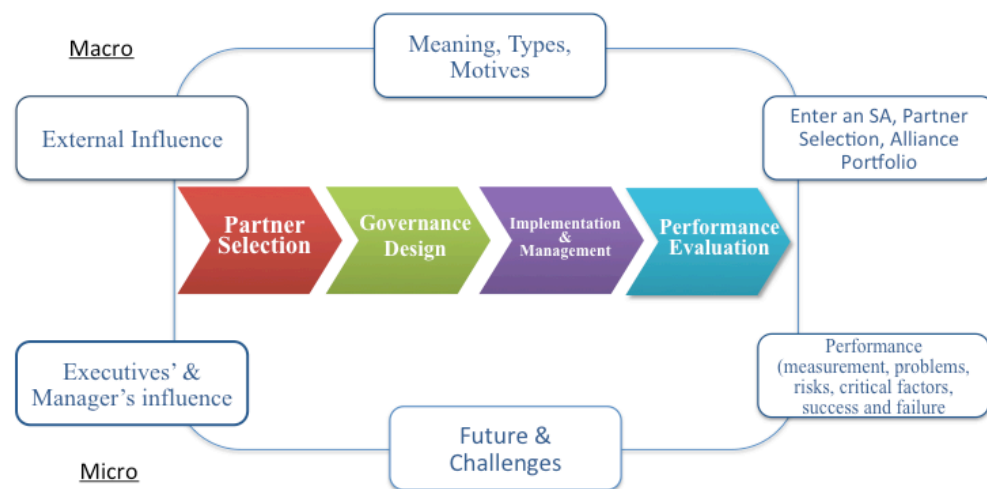 Macro
Meaning, Types,
Motives
External Influence
Enter an SA, Partner
Selection, Alliance
Portfolio
Partner
Selection
Governance
Design
Implementation
&
Management
Performance
Evaluation
Executives' &
Manager's influence
Performance
(measurement, problems,
risks, critical factors,
success and failure
Future &
Challenges
Micro